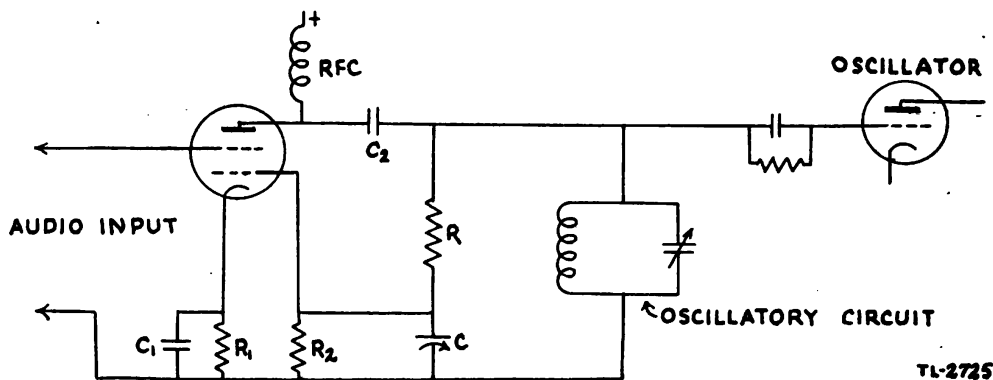 +
RFC
OSCILLATOR
C2
AUDIO INPUT
R
C1
R1
R2
C
OSCILLATORY CIRCUIT
TL-2725